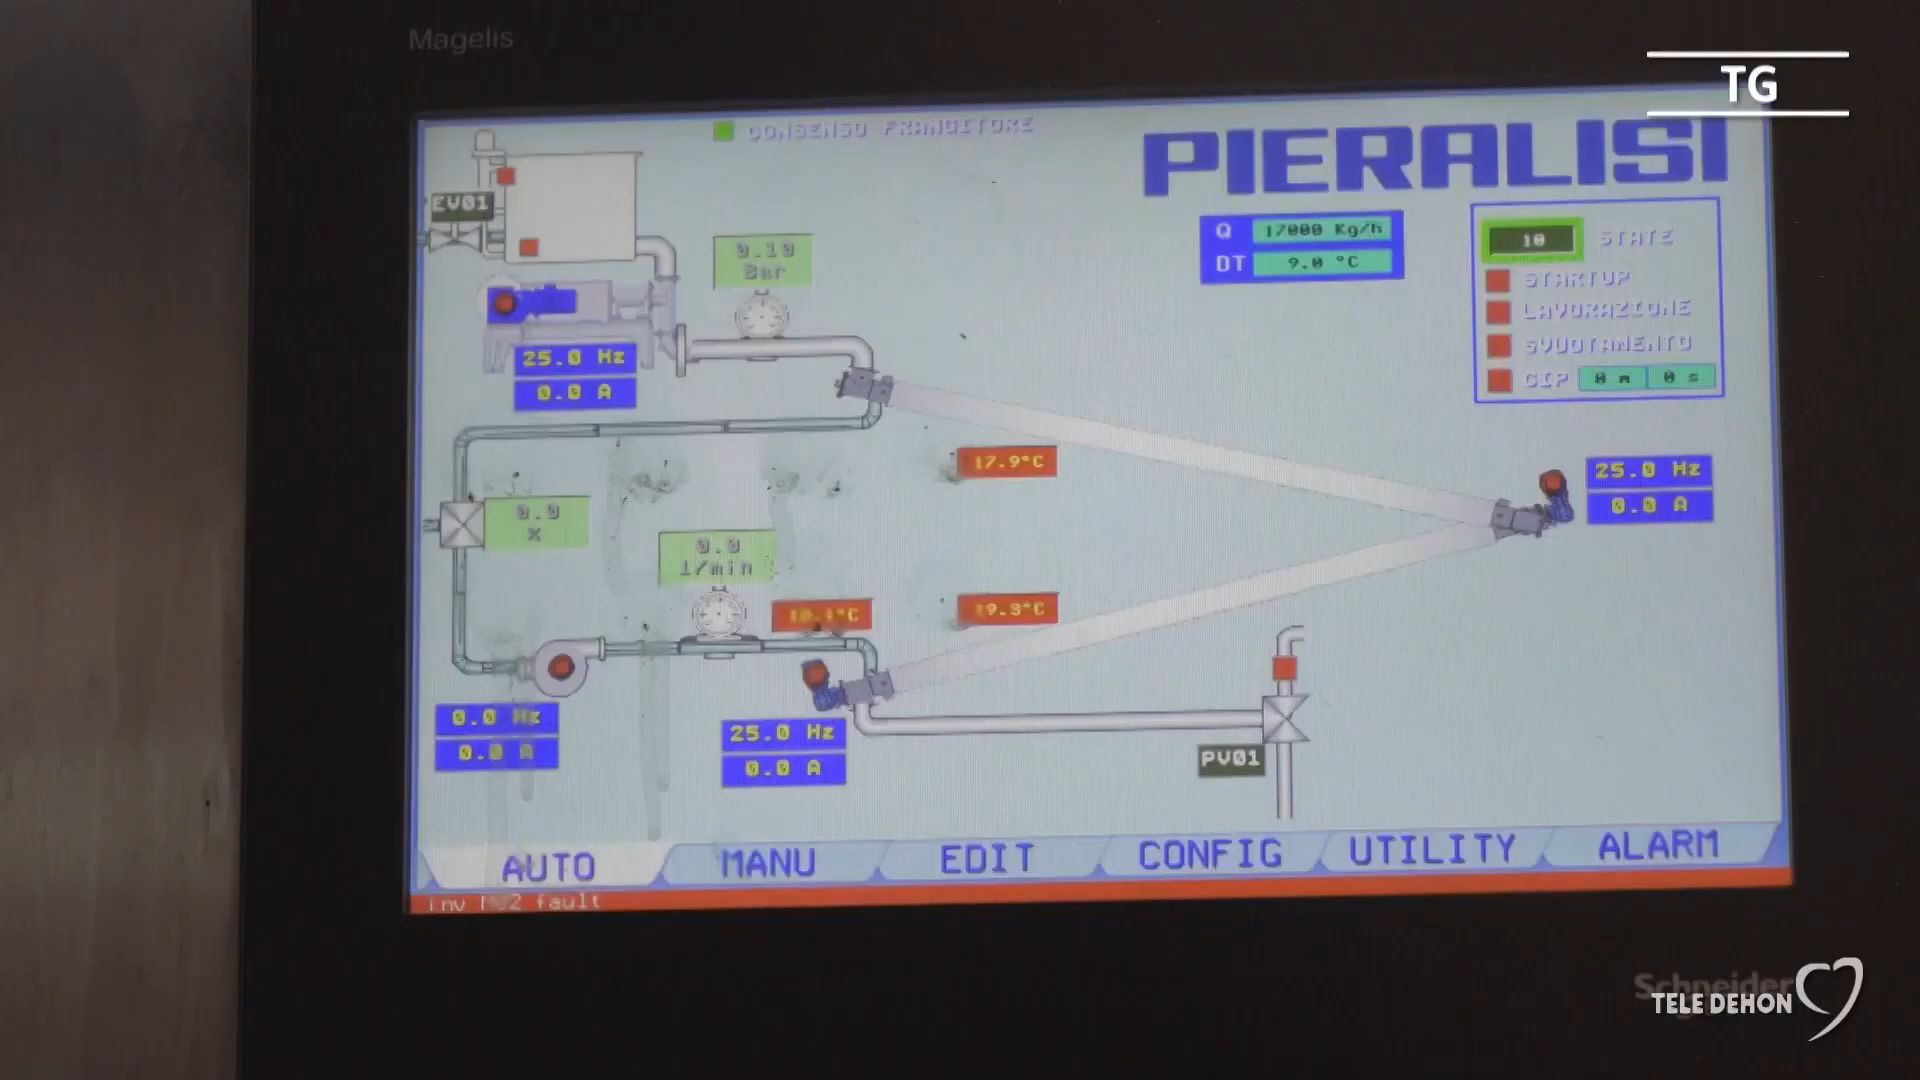 Magelis
TG
CONSENSO FRANGITORE
PIERALISI
EV01
0.10
Bar
Q 17000 Kg/h
DT 9.0 °C
10 STATE
STARTUP
LAVORAZIONE
SVUOTAMENTO
CIP 0 m 0 s
25.0 Hz
0.0 A
17.9°C
25.0 Hz
0.0 A
0.0
%
0.0
l/min
19.3°C
0.0 Hz
0.0 A
25.0 Hz
0.0 A
PV01
AUTO MANU EDIT CONFIG UTILITY ALARM
fault
Schneider
TELE DEHON